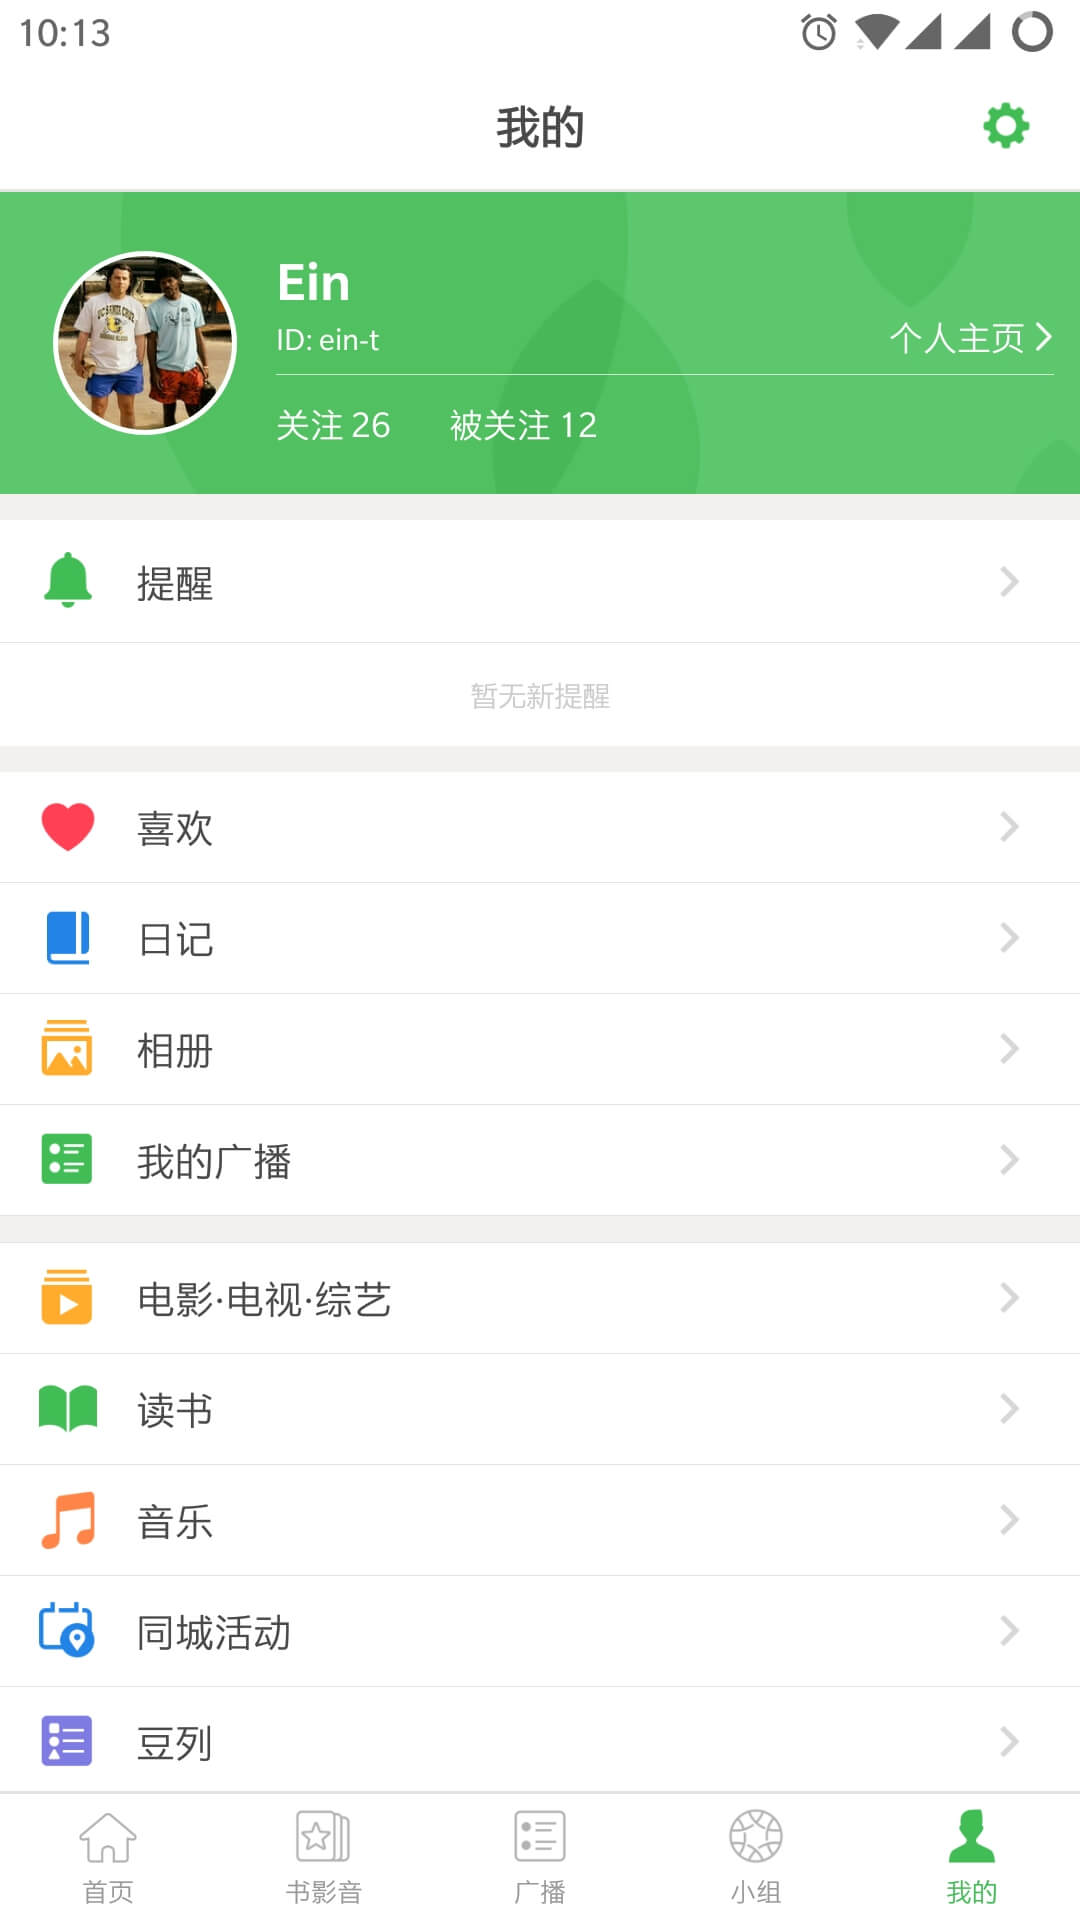 10:13
我的
Ein
ID: ein-t
个人主页
关注 26 被关注 12
提醒
暂无新提醒
喜欢
日记
相册
我的广播
电影·电视·综艺
读书
音乐
同城活动
豆列
首页 书影音 广播 小组 我的